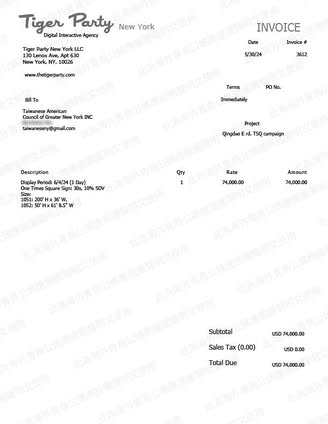 Tiger Party New York
Digital Interactive Agency
INVOICE
Tiger Party New York LLC
130 Lenox Ave, Apt 630
New York, NY. 10026
www.thetigerparty.com
Date Invoice #
5/30/24 3612
Terms PO No.
Immediately
Bill To
Taiwanese American
Council of Greater New York INC
taiwaneseny@gmail.com
Project
Qingdao E rd. TSQ campaign
Description Qty Rate Amount
Display Period: 6/4/24 (1 Day) 1 74,000.00 74,000.00
One Times Square Sign: 30s, 10% SOV
Size:
1051: 200' H x 36' W,
1052: 50' H x 61' 8.5" W
Subtotal USD 74,000.00
Sales Tax (0.00) USD 0.00
Total Due USD 74,000.00